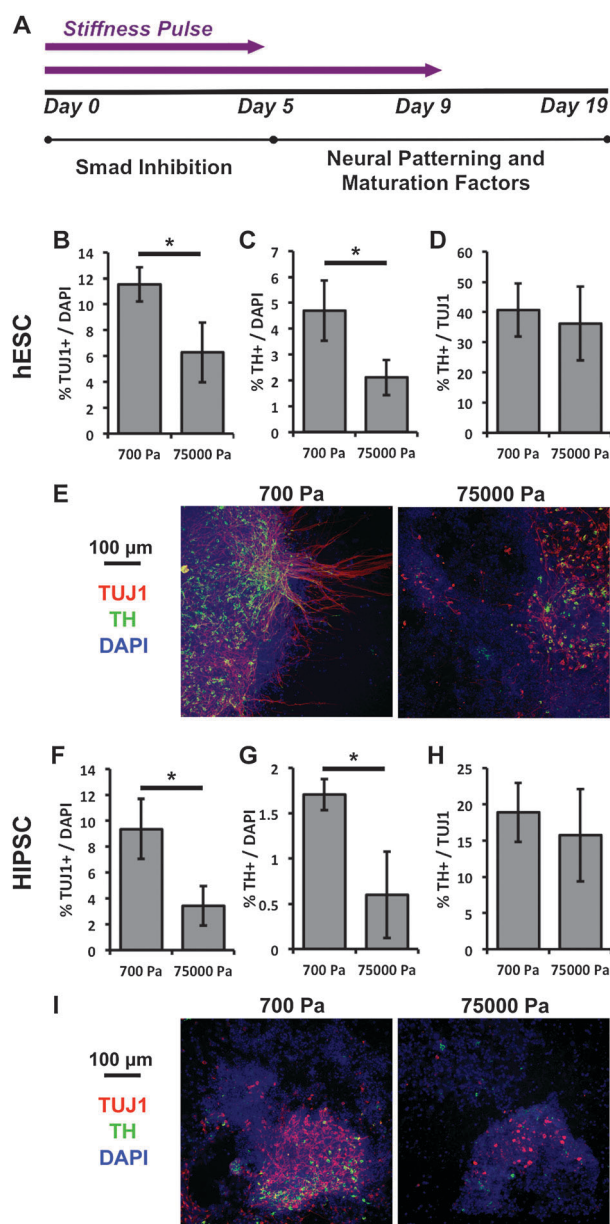 A
Stiffness Pulse
Day 0 Day 5 Day 9 Day 19
Smad Inhibition
Neural Patterning and
Maturation Factors
hESC
B
*
% TUJ1+ / DAPI
14
12
10
8
6
4
2
0
700 Pa 75000 Pa
C
*
% TH+ / DAPI
7
6
5
4
3
2
1
0
700 Pa 75000 Pa
D
% TH+ / TUJ1
60
50
40
30
20
10
0
700 Pa 75000 Pa
E
700 Pa 75000 Pa
100 µm
TUJ1
TH
DAPI
HIPSC
F
*
% TUJ1+ / DAPI
14
12
10
8
6
4
2
0
700 Pa 75000 Pa
G
*
% TH+ / DAPI
2
1.5
1
0.5
0
700 Pa 75000 Pa
H
% TH+ / TUJ1
25
20
15
10
5
0
700 Pa 75000 Pa
I
700 Pa 75000 Pa
100 µm
TUJ1
TH
DAPI